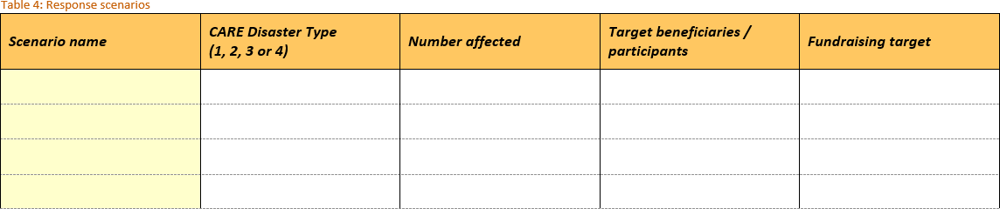 Table 4: Response scenarios
Scenario name
CARE Disaster Type
(1, 2, 3 or 4)
Number affected
Target beneficiaries /
participants
Fundraising target